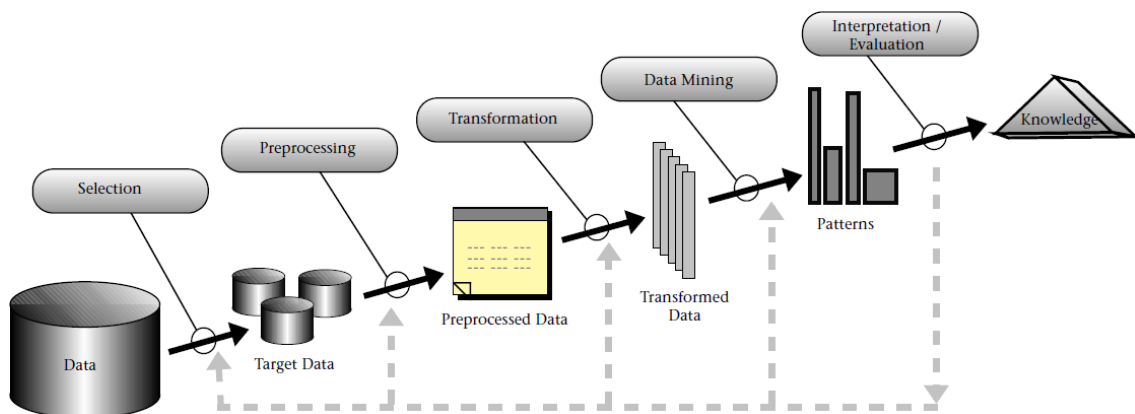 Interpretation /
Evaluation
Data Mining
Transformation
Preprocessing
Selection
Knowledge
Patterns
Transformed
Data
Preprocessed Data
Target Data
Data